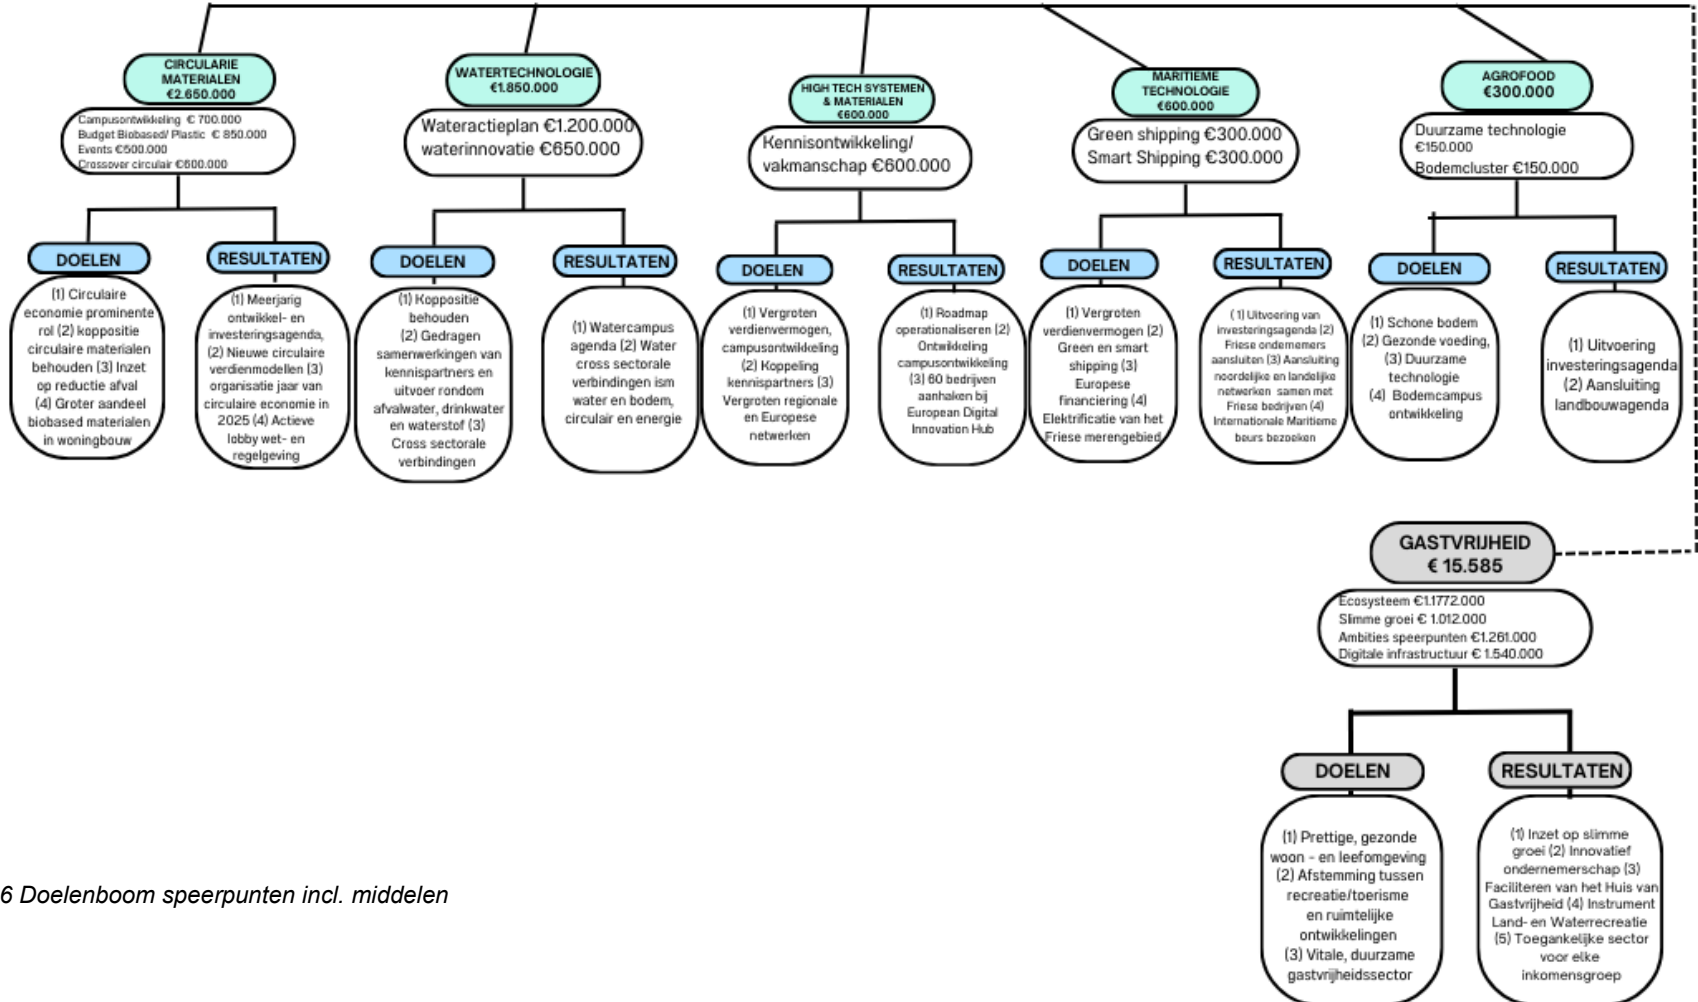 CIRCULARIE
MATERIALEN
€2.650.000
Campusontwikkeling € 700.000
Budget Biobased/ Plastic € 850.000
Events €500.000
Crossover circulair €600.000
DOELEN
(1) Circulaire
economie prominente
rol (2) koppositie
circulaire materialen
behouden (3) Inzet
op reductie afval
(4) Groter aandeel
biobased materialen
in woningbouw
RESULTATEN
(1) Meerjarig
ontwikkel- en
investeringsagenda,
(2) Nieuwe circulaire
verdienmodellen (3)
organisatie jaar van
circulaire economie in
2025 (4) Actieve
lobby wet- en
regelgeving
WATERTECHNOLOGIE
€1.850.000
Wateractieplan €1.200.000
waterinnovatie €650.000
DOELEN
(1) Koppositie
behouden
(2) Gedragen
samenwerkingen van
kennispartners en
uitvoer rondom
afvalwater, drinkwater
en waterstof (3)
Cross sectorale
verbindingen
RESULTATEN
(1) Watercampus
agenda (2) Water
cross sectorale
verbindingen ism
water en bodem,
circulair en energie
HIGH TECH SYSTEMEN
& MATERIALEN
€600.000
Kennisontwikkeling/
vakmanschap €600.000
DOELEN
(1) Vergroten
verdienvermogen,
campusontwikkeling
(2) Koppeling
kennispartners (3)
Vergroten regionale
en Europese
netwerken
RESULTATEN
(1) Roadmap
operationaliseren (2)
Ontwikkeling
campusontwikkeling
(3) 60 bedrijven
aanhaken bij
European Digital
Innovation Hub
MARITIEME
TECHNOLOGIE
€600.000
Green shipping €300.000
Smart Shipping €300.000
DOELEN
(1) Vergroten
verdienvermogen (2)
Green en smart
shipping (3)
Europese
financiering (4)
Elektrificatie van het
Friese merengebied
RESULTATEN
( 1) Uitvoering van
investeringsagenda (2)
Friese ondernemers
aansluiten (3) Aansluiting
noordelijke en landelijke
netwerken samen met
Friese bedrijven (4)
Internationale Maritieme
beurs bezoeken
AGROFOOD
€300.000
Duurzame technologie
€150.000
Bodemcluster €150.000
DOELEN
(1) Schone bodem
(2) Gezonde voeding,
(3) Duurzame
technologie
(4) Bodemcampus
ontwikkeling
RESULTATEN
(1) Uitvoering
investeringsagenda
(2) Aansluiting
landbouwagenda
GASTVRIJHEID
€ 15.585
Ecosysteem €1.1772.000
Slimme groei € 1.012.000
Ambities speerpunten €1.261.000
Digitale infrastructuur € 1.540.000
DOELEN
(1) Prettige, gezonde
woon - en leefomgeving
(2) Afstemming tussen
recreatie/toerisme
en ruimtelijke
ontwikkelingen
(3) Vitale, duurzame
gastvrijheidssector
RESULTATEN
(1) Inzet op slimme
groei (2) Innovatief
ondernemerschap (3)
Faciliteren van het Huis van
Gastvrijheid (4) Instrument
Land- en Waterrecreatie
(5) Toegankelijke sector
voor elke
inkomensgroep
6 Doelenboom speerpunten incl. middelen